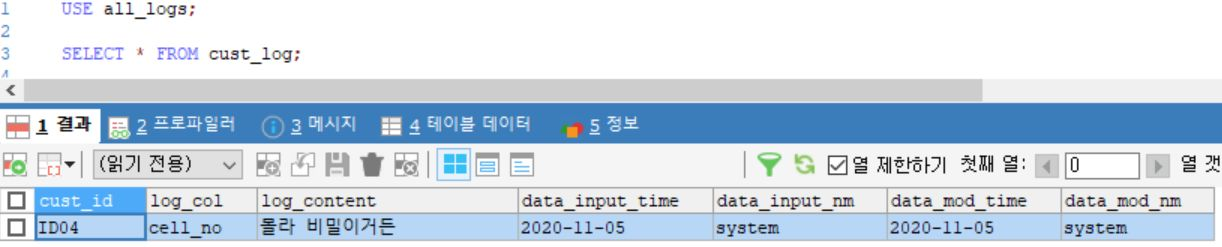 1 USE all_logs;
2
3 SELECT * FROM cust_log;
4
1 결과 2 프로파일러 3 메시지 4 테이블 데이터 5 정보
(읽기 전용) 열 제한하기 첫째 열: 0 열 갯
cust_id log_col log_content data_input_time data_input_nm data_mod_time data_mod_nm
ID04 cell_no 몰라 비밀이거든 2020-11-05 system 2020-11-05 system